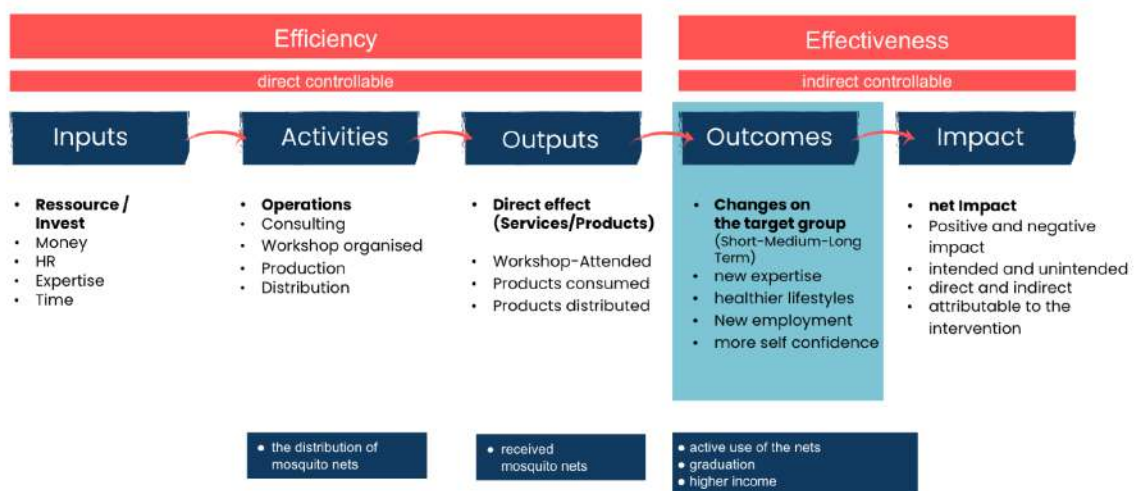 Efficiency
Effectiveness
direct controllable
indirect controllable
Inputs
Activities
Outputs
Outcomes
Impact
• Ressource /
Invest
• Money
• HR
• Expertise
• Time
• Operations
• Consulting
• Workshop organised
• Production
• Distribution
• Direct effect
(Services/Products)
• Workshop-Attended
• Products consumed
• Products distributed
• Changes on
the target group
(Short-Medium-Long
Term)
• new expertise
• healthier lifestyles
• New employment
• more self confidence
• net Impact
• Positive and negative
impact
• intended and unintended
• direct and indirect
• attributable to the
intervention
• the distribution of
mosquito nets
• received
mosquito nets
• active use of the nets
• graduation
• higher income